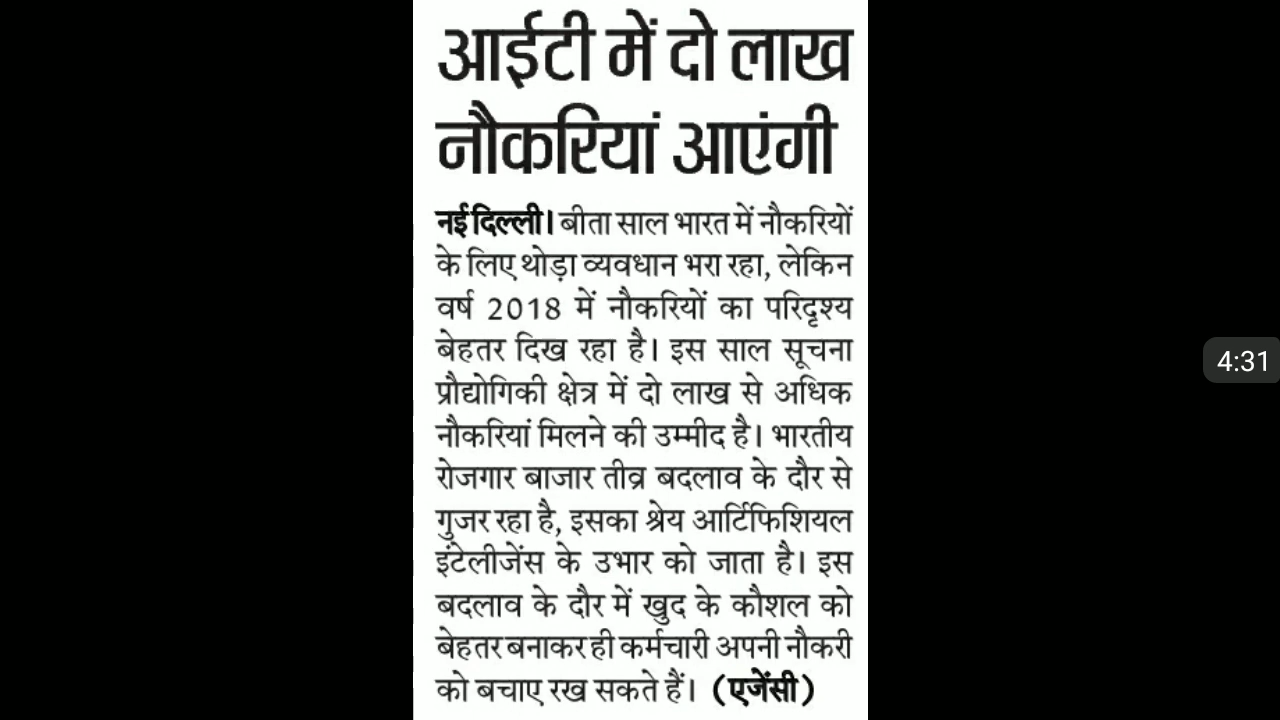 आईटी में दो लाख
नौकरियां आएंगी
नई दिल्ली। बीता साल भारत में नौकरियों
के लिए थोड़ा व्यवधान भरा रहा, लेकिन
वर्ष 2018 में नौकरियों का परिदृश्य
बेहतर दिख रहा है। इस साल सूचना
प्रौद्योगिकी क्षेत्र में दो लाख से अधिक
नौकरियां मिलने की उम्मीद है। भारतीय
रोजगार बाजार तीव्र बदलाव के दौर से
गुजर रहा है, इसका श्रेय आर्टिफिशियल
इंटेलीजेंस के उभार को जाता है। इस
बदलाव के दौर में खुद के कौशल को
बेहतर बनाकर ही कर्मचारी अपनी नौकरी
को बचाए रख सकते हैं। (एजेंसी)
4:31